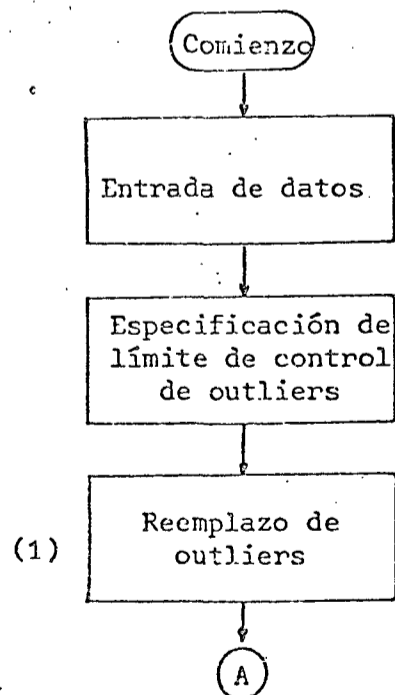 Comienzo
Entrada de datos
Especificación de
límite de control
de outliers
(1)
Reemplazo de
outliers
A